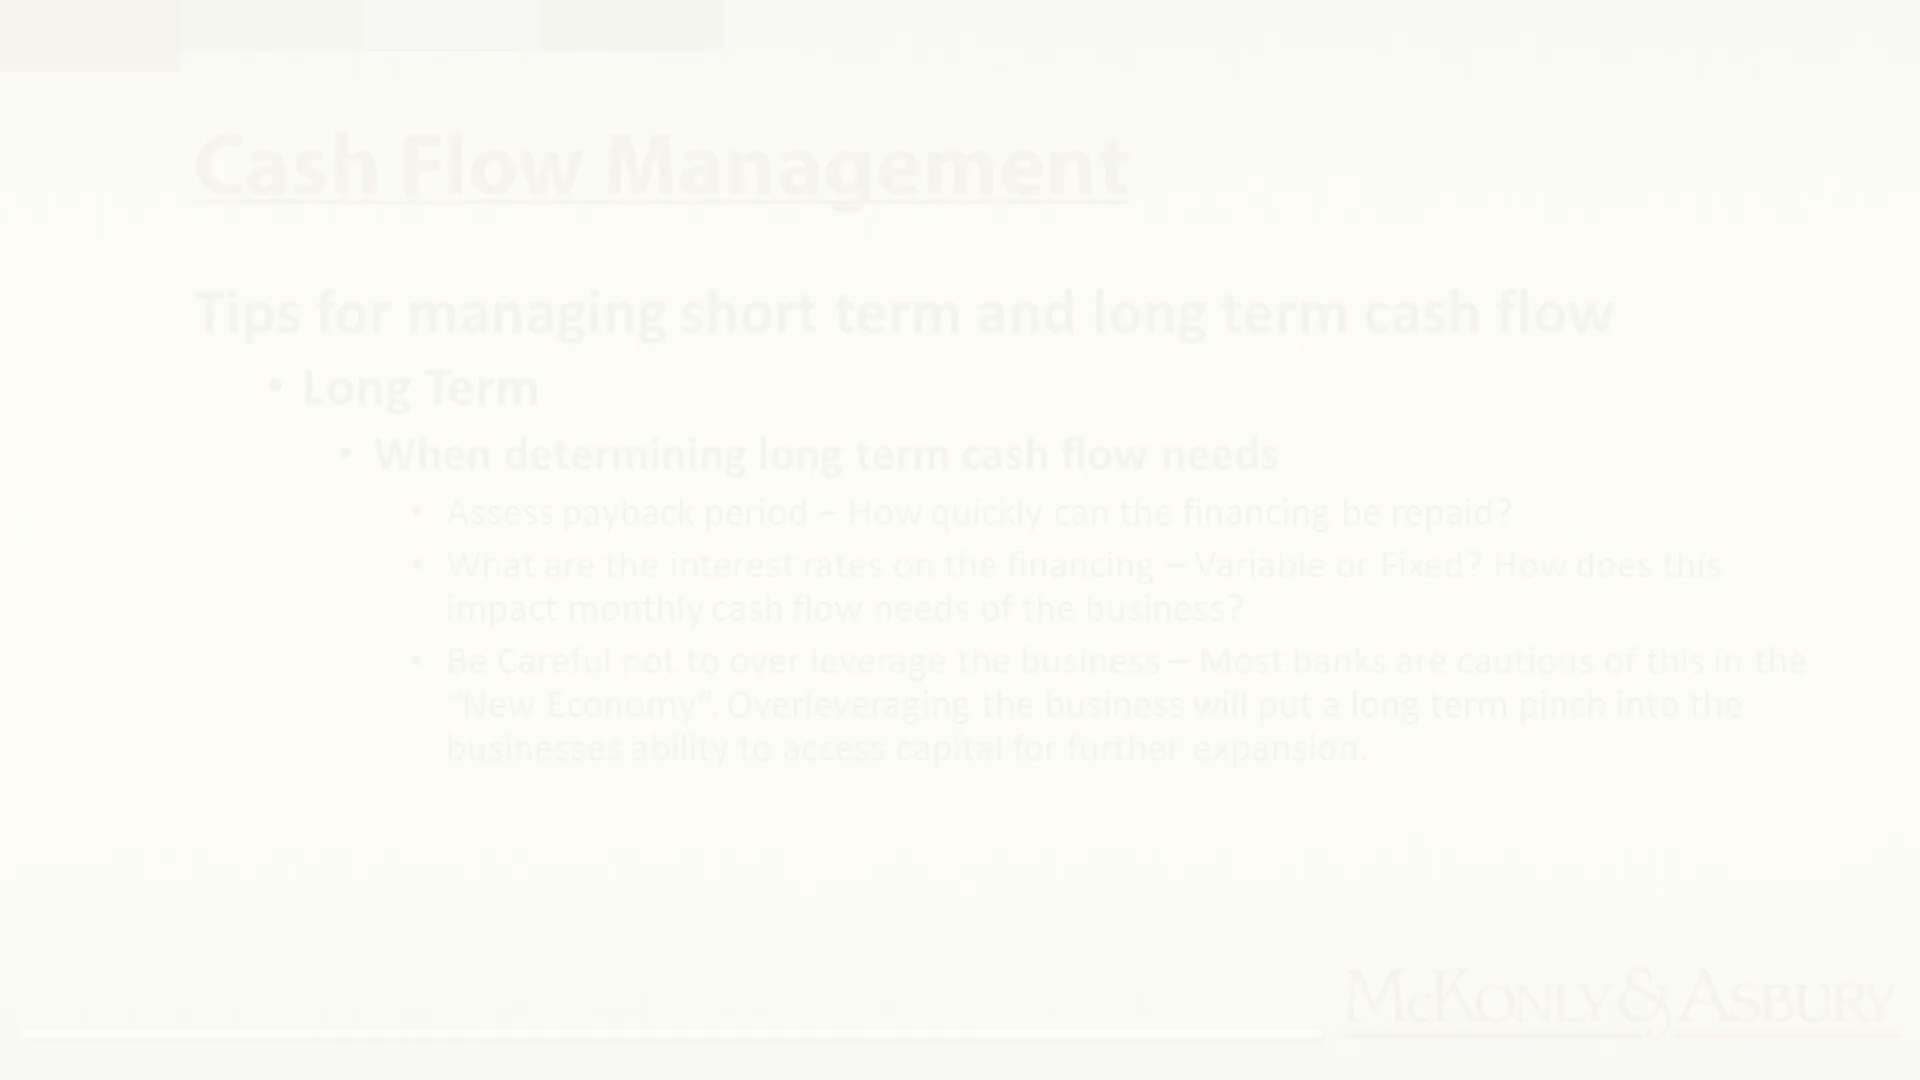 Cash Flow Management
Tips for managing short term and long term cash flow
• Long Term
• When determining long term cash flow needs
• Assess payback period – How quickly can the financing be repaid?
• What are the interest rates on the financing – Variable or Fixed? How does this
impact monthly cash flow needs of the business?
• Be Careful not to over leverage the business – Most banks are cautious of this in the
"New Economy". Overleveraging the business will put a long term pinch into the
businesses ability to access capital for further expansion.
McKonly & Asbury